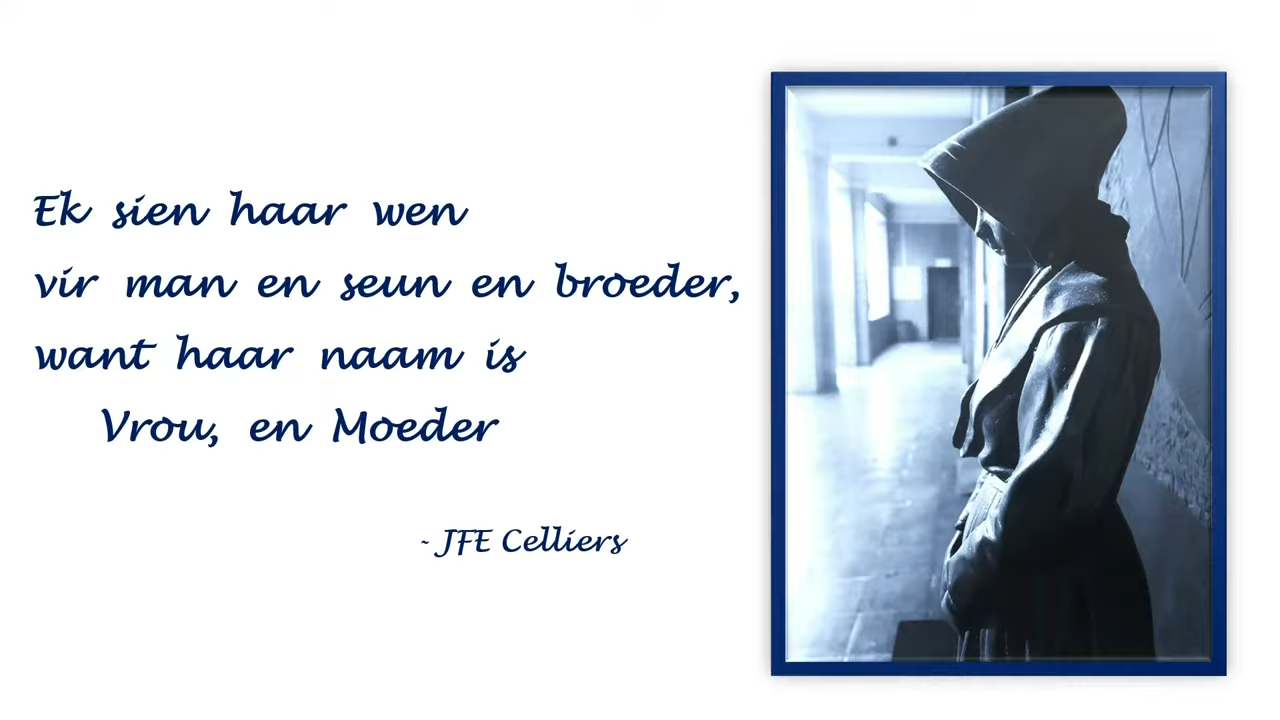 Ek sien haar wen
vir man en seun en broeder,
want haar naam is
Vrou, en Moeder
- JFE Celliers